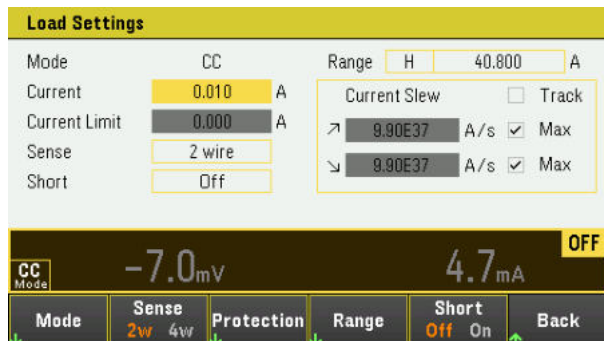 Load Settings
Mode CC Range H 40.800 A
Current 0.010 A Current Slew Track
Current Limit 0.000 A ↗ 9.90E37 A/s ✓ Max
Sense 2 wire ↘ 9.90E37 A/s ✓ Max
Short Off
OFF
CC Mode -7.0mV 4.7mA
Mode Sense Protection Range Short Back
2w 4w Off On